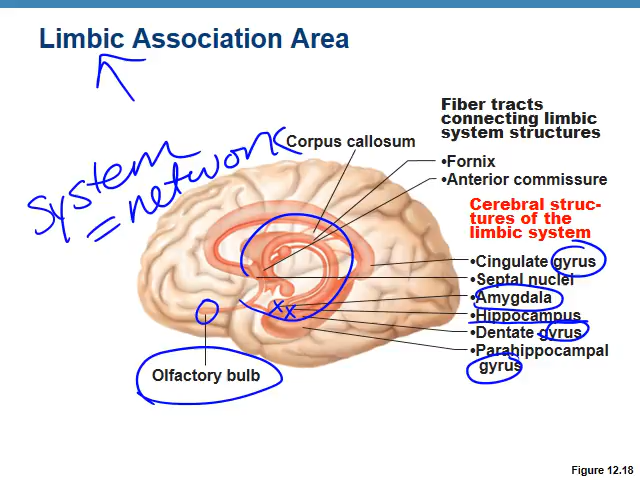 Limbic Association Area
system
= network
Corpus callosum
Fiber tracts
connecting limbic
system structures
•Fornix
•Anterior commissure
Cerebral struc-
tures of the
limbic system
•Cingulate gyrus
•Septal nuclei
•Amygdala
•Hippocampus
•Dentate gyrus
•Parahippocampal
gyrus
xx
Olfactory bulb
Figure 12.18